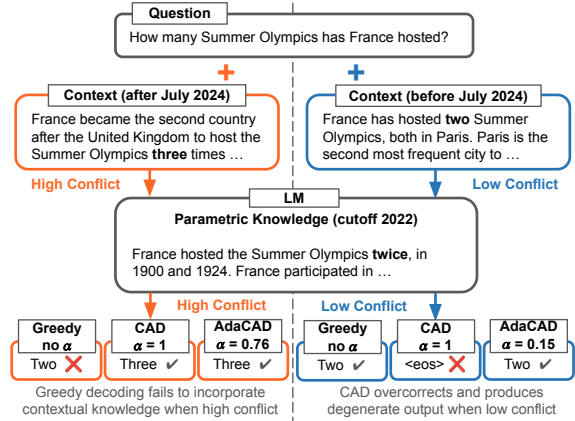 Question
How many Summer Olympics has France hosted?
+
+
Context (after July 2024)
France became the second country
after the United Kingdom to host the
Summer Olympics three times ...
Context (before July 2024)
France has hosted two Summer
Olympics, both in Paris. Paris is the
second most frequent city to ...
High Conflict
Low Conflict
LM
Parametric Knowledge (cutoff 2022)
France hosted the Summer Olympics twice, in
1900 and 1924. France participated in ...
High Conflict
Low Conflict
Greedy
no α
Two ❌
CAD
α = 1
Three ✓
AdaCAD
α = 0.76
Three ✓
Greedy
no α
Two ✓
CAD
α = 1
<eos> ❌
AdaCAD
α = 0.15
Two ✓
Greedy decoding fails to incorporate
contextual knowledge when high conflict
CAD overcorrects and produces
degenerate output when low conflict